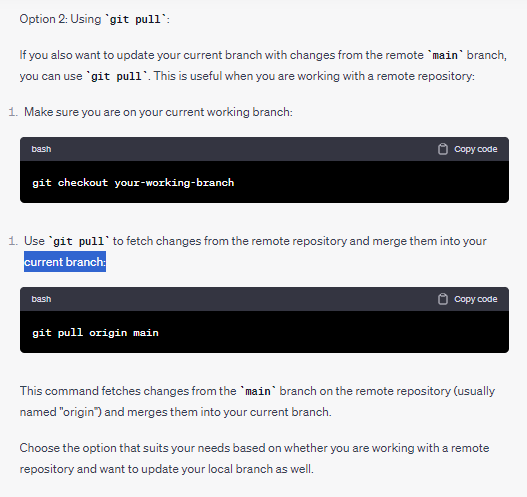 Option 2: Using `git pull`:
If you also want to update your current branch with changes from the remote `main` branch,
you can use `git pull`. This is useful when you are working with a remote repository:
1. Make sure you are on your current working branch:
bash Copy code
git checkout your-working-branch
1. Use `git pull` to fetch changes from the remote repository and merge them into your
current branch:
bash Copy code
git pull origin main
This command fetches changes from the `main` branch on the remote repository (usually
named "origin") and merges them into your current branch.
Choose the option that suits your needs based on whether you are working with a remote
repository and want to update your local branch as well.